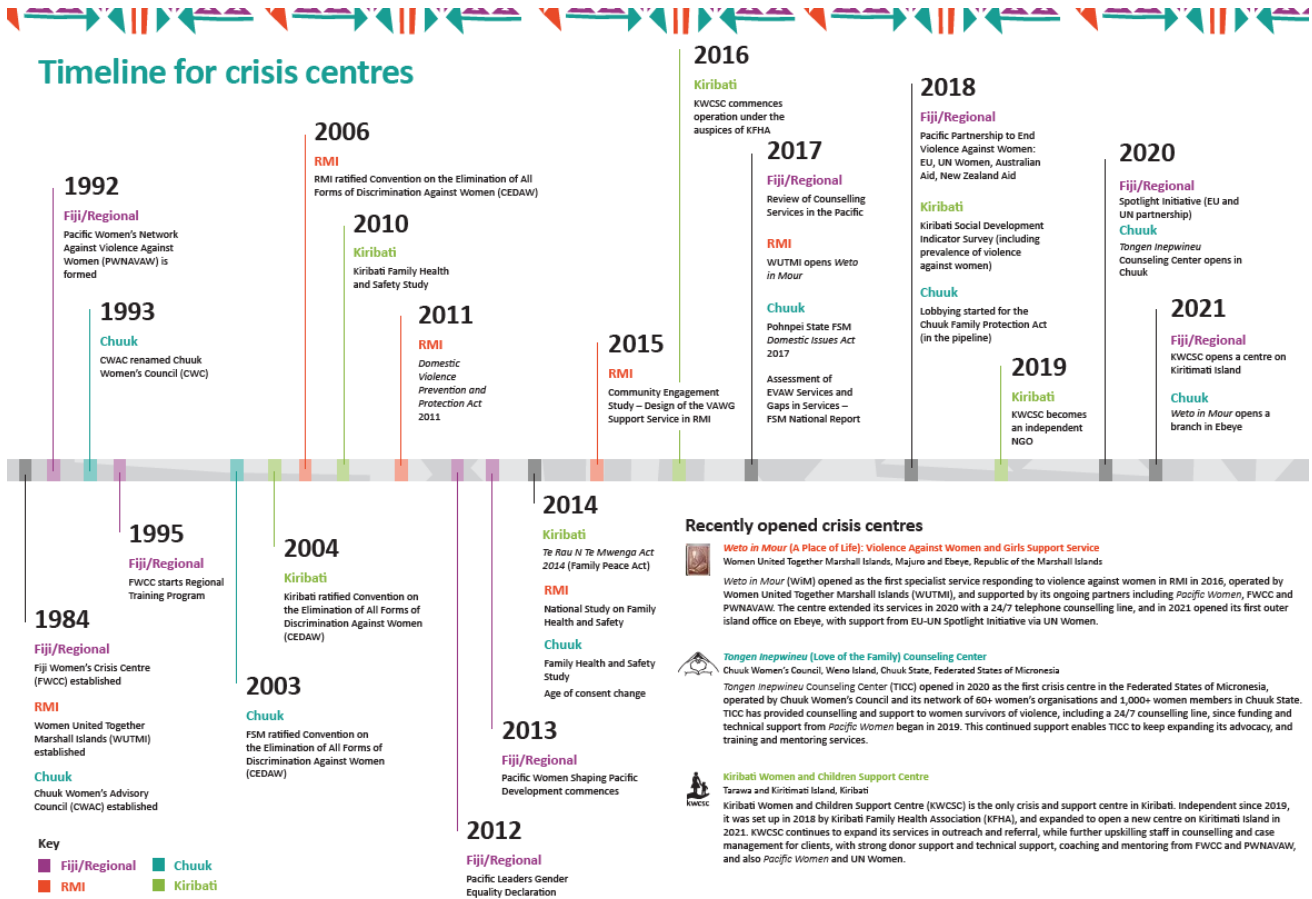 Timeline for crisis centres
1992
Fiji/Regional
Pacific Women's Network
Against Violence Against
Women (PWNAVAW) is
formed
1993
Chuuk
CWAC renamed Chuuk
Women's Council (CWC)
2006
RMI
RMI ratified Convention on the Elimination of All
Forms of Discrimination Against Women (CEDAW)
2010
Kiribati
Kiribati Family Health
and Safety Study
2011
RMI
Domestic
Violence
Prevention and
Protection Act
2011
2015
RMI
Community Engagement
Study – Design of the VAWG
Support Service in RMI
2016
Kiribati
KWCSC commences
operation under the
auspices of KFHA
2017
Fiji/Regional
Review of Counselling
Services in the Pacific
RMI
WUTMI opens Weto
in Mour
Chuuk
Pohnpei State FSM
Domestic Issues Act
2017
Assessment of
EVAW Services and
Gaps in Services –
FSM National Report
2018
Fiji/Regional
Pacific Partnership to End
Violence Against Women:
EU, UN Women, Australian
Aid, New Zealand Aid
Kiribati
Kiribati Social Development
Indicator Survey (including
prevalence of violence
against women)
Chuuk
Lobbying started for the
Chuuk Family Protection Act
(in the pipeline)
2019
Kiribati
KWCSC becomes
an independent
NGO
2020
Fiji/Regional
Spotlight Initiative (EU and
UN partnership)
Chuuk
Tongen Inepwineu
Counseling Center opens in
Chuuk
2021
Fiji/Regional
KWCSC opens a centre on
Kiritimati Island
Chuuk
Weto in Mour opens a
branch in Ebeye
1984
Fiji/Regional
Fiji Women's Crisis Centre
(FWCC) established
RMI
Women United Together
Marshall Islands (WUTMI)
established
Chuuk
Chuuk Women's Advisory
Council (CWAC) established
1995
Fiji/Regional
FWCC starts Regional
Training Program
2003
Chuuk
FSM ratified Convention on
the Elimination of All Forms of
Discrimination Against Women
(CEDAW)
2004
Kiribati
Kiribati ratified Convention on
the Elimination of All Forms of
Discrimination Against Women
(CEDAW)
2012
Fiji/Regional
Pacific Leaders Gender
Equality Declaration
2013
Fiji/Regional
Pacific Women Shaping Pacific
Development commences
2014
Kiribati
Te Rau N Te Mwenga Act
2014 (Family Peace Act)
RMI
National Study on Family
Health and Safety
Chuuk
Family Health and Safety
Study
Age of consent change
Key
Fiji/Regional
Chuuk
RMI
Kiribati
Recently opened crisis centres
Weto in Mour (A Place of Life): Violence Against Women and Girls Support Service
Women United Together Marshall Islands, Majuro and Ebeye, Republic of the Marshall Islands
Weto in Mour (WiM) opened as the first specialist service responding to violence against women in RMI in 2016, operated by
Women United Together Marshall Islands (WUTMI), and supported by its ongoing partners including Pacific Women, FWCC and
PWNAVAW. The centre extended its services in 2020 with a 24/7 telephone counselling line, and in 2021 opened its first outer
island office on Ebeye, with support from EU-UN Spotlight Initiative via UN Women.
Tongen Inepwineu (Love of the Family) Counseling Center
Chuuk Women's Council, Weno Island, Chuuk State, Federated States of Micronesia
Tongen Inepwineu Counseling Center (TICC) opened in 2020 as the first crisis centre in the Federated States of Micronesia,
operated by Chuuk Women's Council and its network of 60+ women's organisations and 1,000+ women members in Chuuk State.
TICC has provided counselling and support to women survivors of violence, including a 24/7 counselling line, since funding and
technical support from Pacific Women began in 2019. This continued support enables TICC to keep expanding its advocacy, and
training and mentoring services.
KWCSC
Kiribati Women and Children Support Centre
Tarawa and Kiritimati Island, Kiribati
Kiribati Women and Children Support Centre (KWCSC) is the only crisis and support centre in Kiribati. Independent since 2019,
it was set up in 2018 by Kiribati Family Health Association (KFHA), and expanded to open a new centre on Kiritimati Island in
2021. KWCSC continues to expand its services in outreach and referral, while further upskilling staff in counselling and case
management for clients, with strong donor support and technical support, coaching and mentoring from FWCC and PWNAVAW,
and also Pacific Women and UN Women.